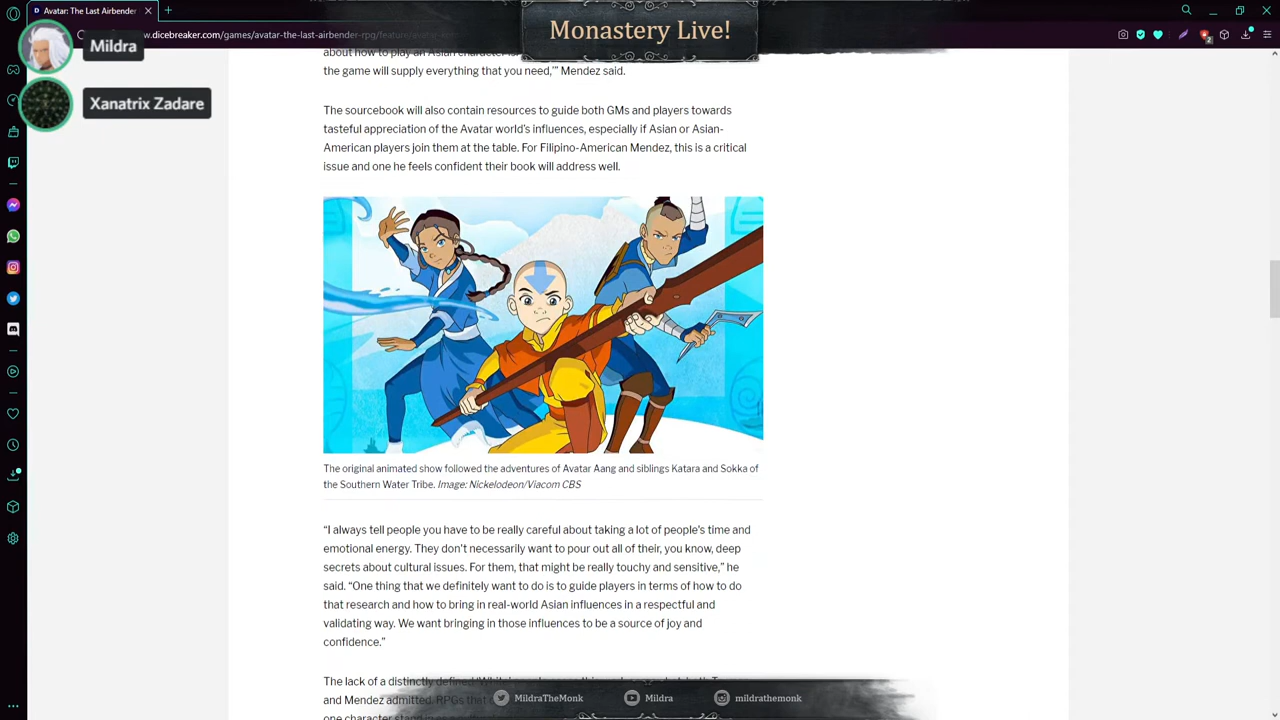 Avatar: The Last Airbender
Monastery Live!
www.dicebreaker.com/games/avatar-the-last-airbender-rpg/feature/
Mildra
Xanatrix Zadare
the game will supply everything that you need,'” Mendez said.
The sourcebook will also contain resources to guide both GMs and players towards
tasteful appreciation of the Avatar world's influences, especially if Asian or Asian-
American players join them at the table. For Filipino-American Mendez, this is a critical
issue and one he feels confident their book will address well.
The original animated show followed the adventures of Avatar Aang and siblings Katara and Sokka of
the Southern Water Tribe. Image: Nickelodeon/Viacom CBS
“I always tell people you have to be really careful about taking a lot of people's time and
emotional energy. They don't necessarily want to pour out all of their, you know, deep
secrets about cultural issues. For them, that might be really touchy and sensitive,” he
said. “One thing that we definitely want to do is to guide players in terms of how to do
that research and how to bring in real-world Asian influences in a respectful and
validating way. We want bringing in those influences to be a source of joy and
confidence.”
The lack of a distinctly defined
and Mendez admitted. RPGs that
MildraTheMonk
Mildra
mildrathemonk